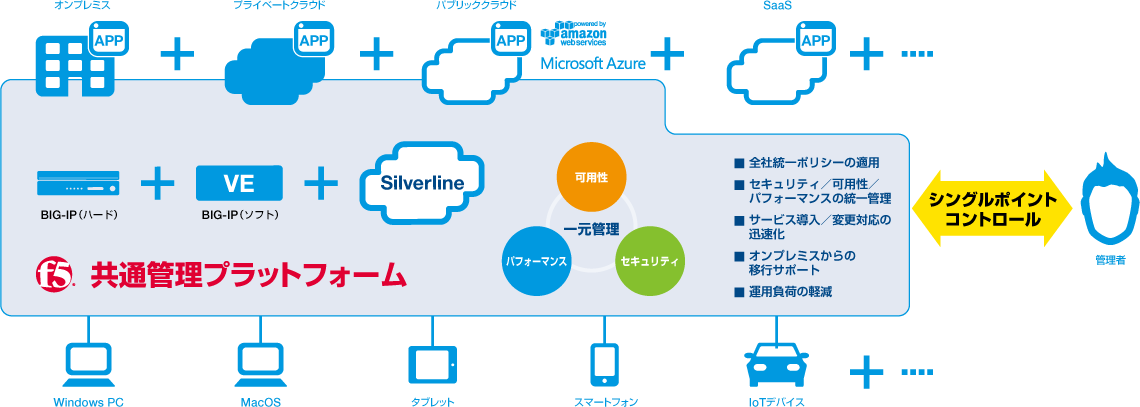 オンプレミス
プライベートクラウド
パブリッククラウド
SaaS
APP
APP
APP
powered by
amazon
webservices
Microsoft Azure
APP
BIG-IP（ハード）
VE
BIG-IP（ソフト）
Silverline
f5 共通管理プラットフォーム
可用性
一元管理
パフォーマンス
セキュリティ
■ 全社統一ポリシーの適用
■ セキュリティ／可用性／
パフォーマンスの統一管理
■ サービス導入／変更対応の
迅速化
■ オンプレミスからの
移行サポート
■ 運用負荷の軽減
シングルポイント
コントロール
管理者
Windows PC
MacOS
タブレット
スマートフォン
IoTデバイス